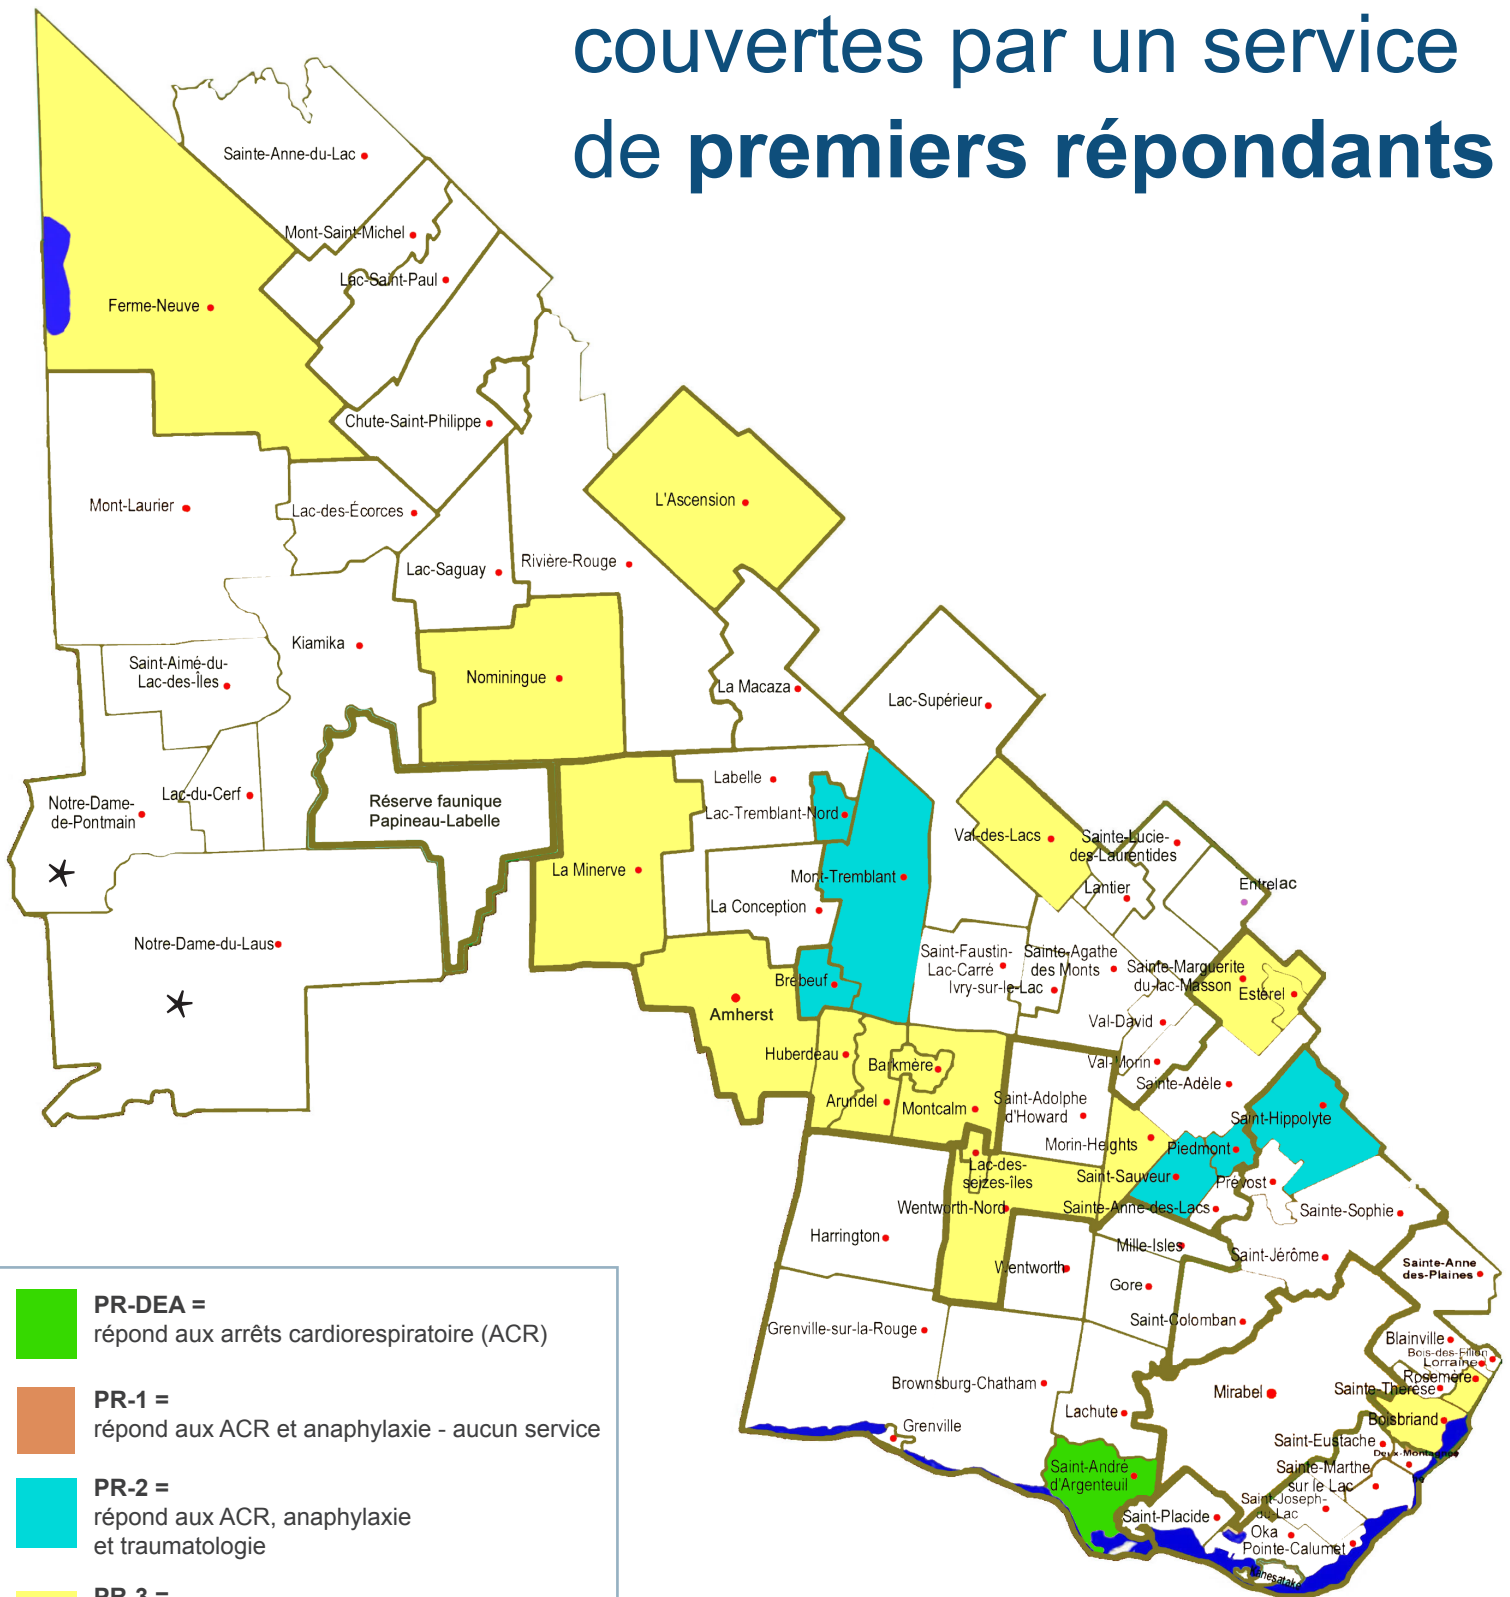 couvertes par un service
de premiers répondants
Sainte-Anne-du-Lac
Mont-Saint-Michel
Lac-Saint-Paul
Ferme-Neuve
Chute-Saint-Philippe
Mont-Laurier
Lac-des-Écorces
L'Ascension
Lac-Saguay
Rivière-Rouge
Kiamika
Saint-Aimé-du-
Lac-des-Îles
Nominingue
La Macaza
Lac-Supérieur
Labelle
Lac-du-Cerf
Notre-Dame-
de-Pontmain
Réserve faunique
Papineau-Labelle
Lac-Tremblant-Nord
Val-des-Lacs
Sainte-Lucie-
des-Laurentides
La Minerve
Mont-Tremblant
Lantier
Entrelac
La Conception
Notre-Dame-du-Laus
Saint-Faustin-
Lac-Carré
Sainte-Agathe
des Monts
Ivry-sur-le-Lac
Sainte-Marguerite
du-lac-Masson
Estérel
Brébeuf
Amherst
Val-David
Huberdeau
Barkmère
Val-Morin
Sainte-Adèle
Arundel
Montcalm
Saint-Adolphe
d'Howard
Saint-Hippolyte
Morin-Heights
Piedmont
Lac-des-
seizes-îles
Saint-Sauveur
Prévost
Wentworth-Nord
Sainte-Anne-des-Lacs
Sainte-Sophie
Harrington
Mille-Isles
Saint-Jérôme
Wentworth
Gore
Sainte-Anne
des-Plaines
Saint-Colomban
Grenville-sur-la-Rouge
Blainville
Bois-des-Filion
Lorraine
Rosemère
Brownsburg-Chatham
Mirabel
Sainte-Thérèse
Lachute
Boisbriand
Grenville
Saint-Eustache
Deux-Montagnes
Saint-André
d'Argenteuil
Sainte-Marthe
sur le Lac
Saint-Joseph-
du-Lac
Saint-Placide
Oka
Pointe-Calumet
Kanesatake
PR-DEA =
répond aux arrêts cardiorespiratoire (ACR)
PR-1 =
répond aux ACR et anaphylaxie - aucun service
PR-2 =
répond aux ACR, anaphylaxie
et traumatologie
PR-3 =